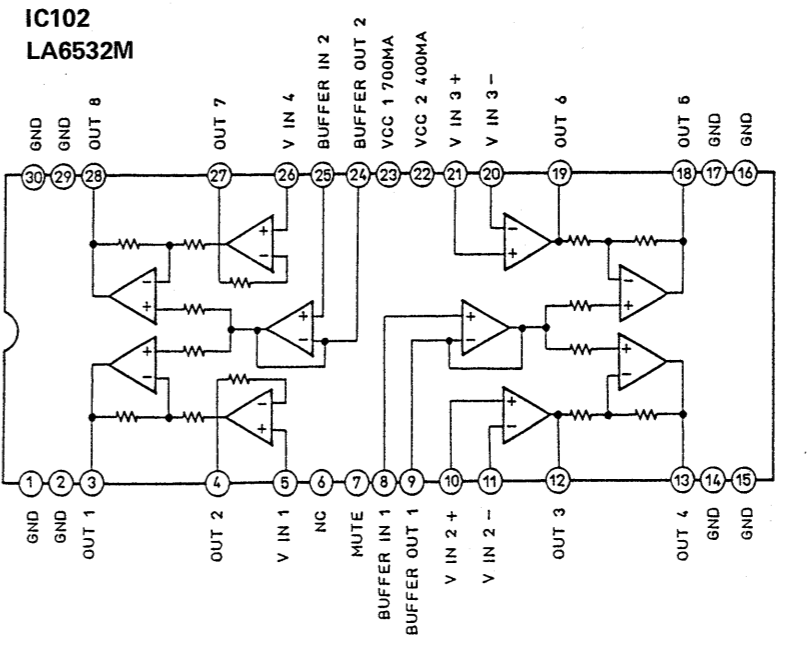 IC102
LA6532M
GND
GND
OUT 8
OUT 7
V IN 4
BUFFER IN 2
BUFFER OUT 2
VCC 1 700MA
VCC 2 400MA
V IN 3 +
V IN 3 −
OUT 6
OUT 5
GND
GND
30 29 28 27 26 25 24 23 22 21 20 19 18 17 16
+
−
−
+
−
+
−
+
+
−
+
−
+
−
+
−
−
+
+
−
1 2 3 4 5 6 7 8 9 10 11 12 13 14 15
GND
GND
OUT 1
OUT 2
V IN 1
NC
MUTE
BUFFER IN 1
BUFFER OUT 1
V IN 2 +
V IN 2 −
OUT 3
OUT 4
GND
GND